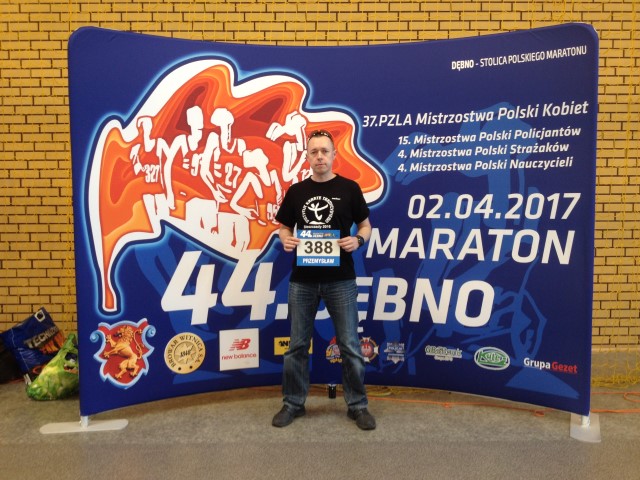 DĘBNO - STOLICA POLSKIEGO MARATONU
37.PZLA Mistrzostwa Polski Kobiet
15. Mistrzostwa Polski Policjantów
4. Mistrzostwa Polski Strażaków
4. Mistrzostwa Polski Nauczycieli
02.04.2017
MARATON
44. DĘBNO
327
27
44.
388
PRZEMYSŁAW
new balance
Grupa Gezet